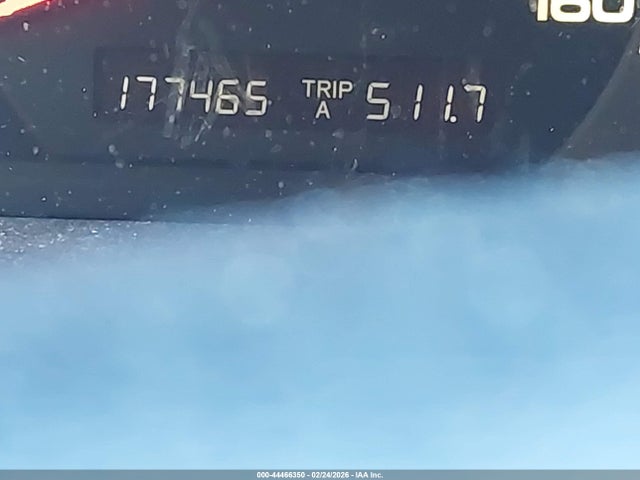 160
177465 TRIP A 511.7
000-44466350 - 02/24/2026 - IAA Inc.